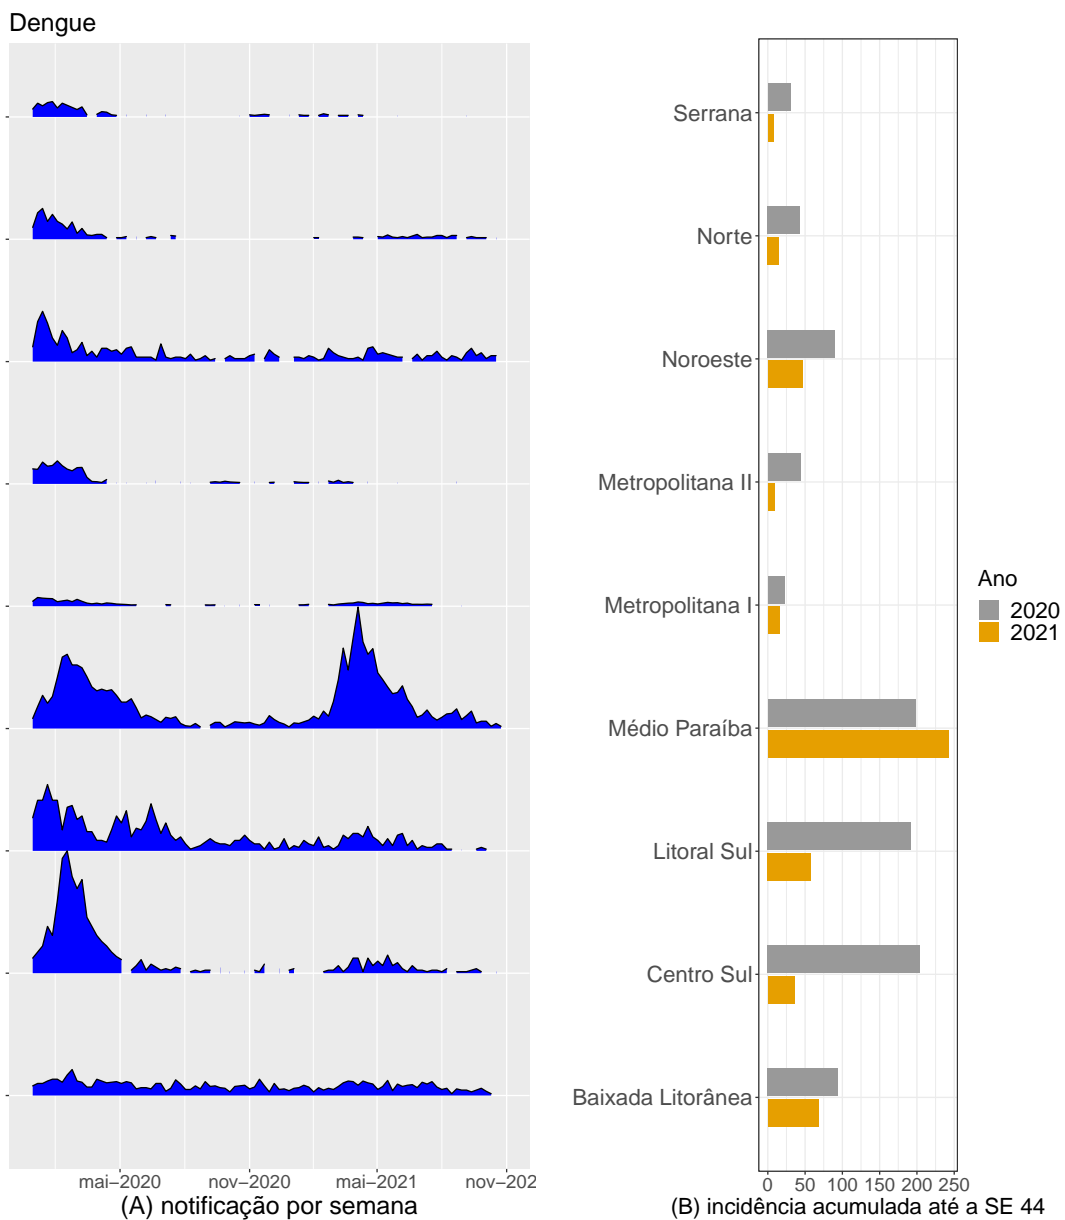 Dengue
Serrana
Norte
Noroeste
Metropolitana II
Metropolitana I
Médio Paraíba
Litoral Sul
Centro Sul
Baixada Litorânea
Ano
2020
2021
mai–2020 nov–2020 mai–2021 nov–202
(A) notificação por semana
0 50 100 150 200 250
(B) incidência acumulada até a SE 44